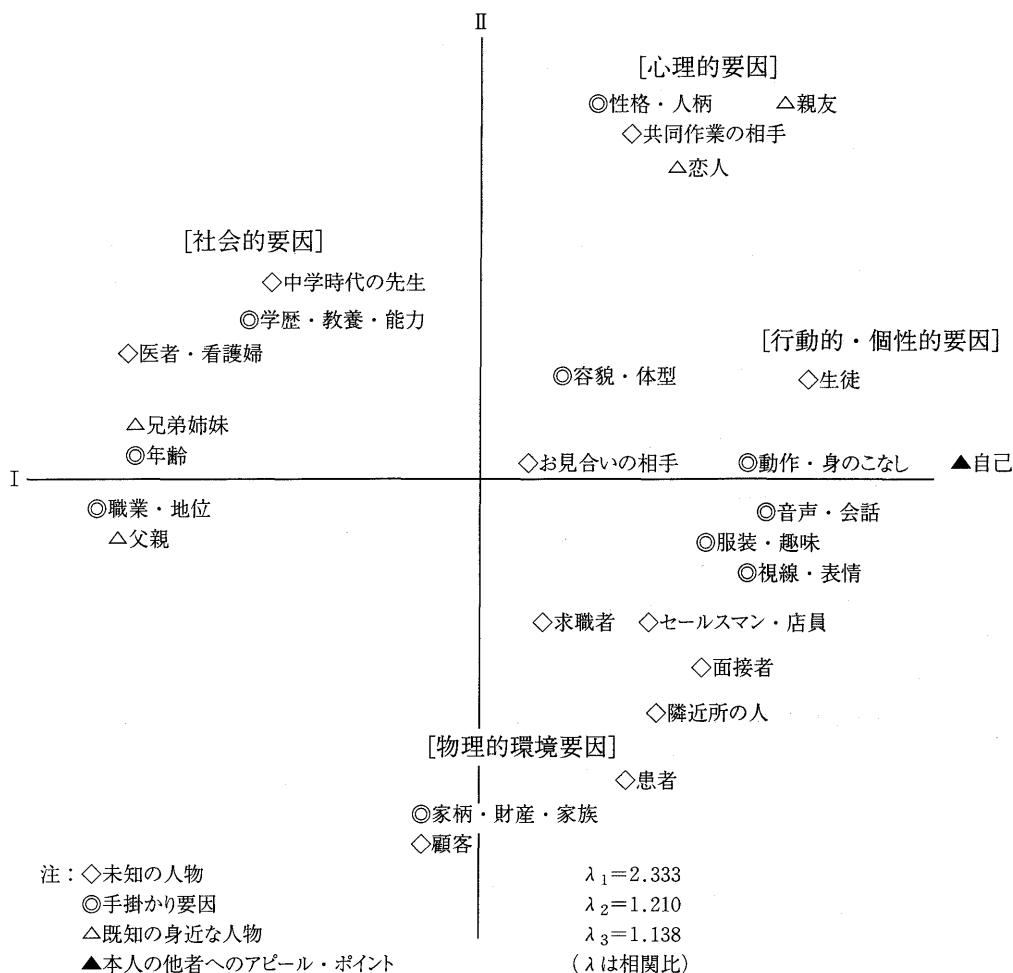 II
[心理的要因]
◎性格・人柄 △親友
◇共同作業の相手
△恋人
[社会的要因]
◇中学時代の先生
◎学歴・教養・能力
◇医者・看護婦
[行動的・個性的要因]
◎容貌・体型 ◇生徒
△兄弟姉妹
◎年齢
◇お見合いの相手 ◎動作・身のこなし ▲自己
I
◎職業・地位 ◎音声・会話
△父親 ◎服装・趣味
◎視線・表情
◇求職者 ◇セールスマン・店員
◇面接者
◇隣近所の人
[物理的環境要因]
◇患者
◎家柄・財産・家族
◇顧客
注：◇未知の人物 λ1=2.333
◎手掛かり要因 λ2=1.210
△既知の身近な人物 λ3=1.138
▲本人の他者へのアピール・ポイント (λは相関比)